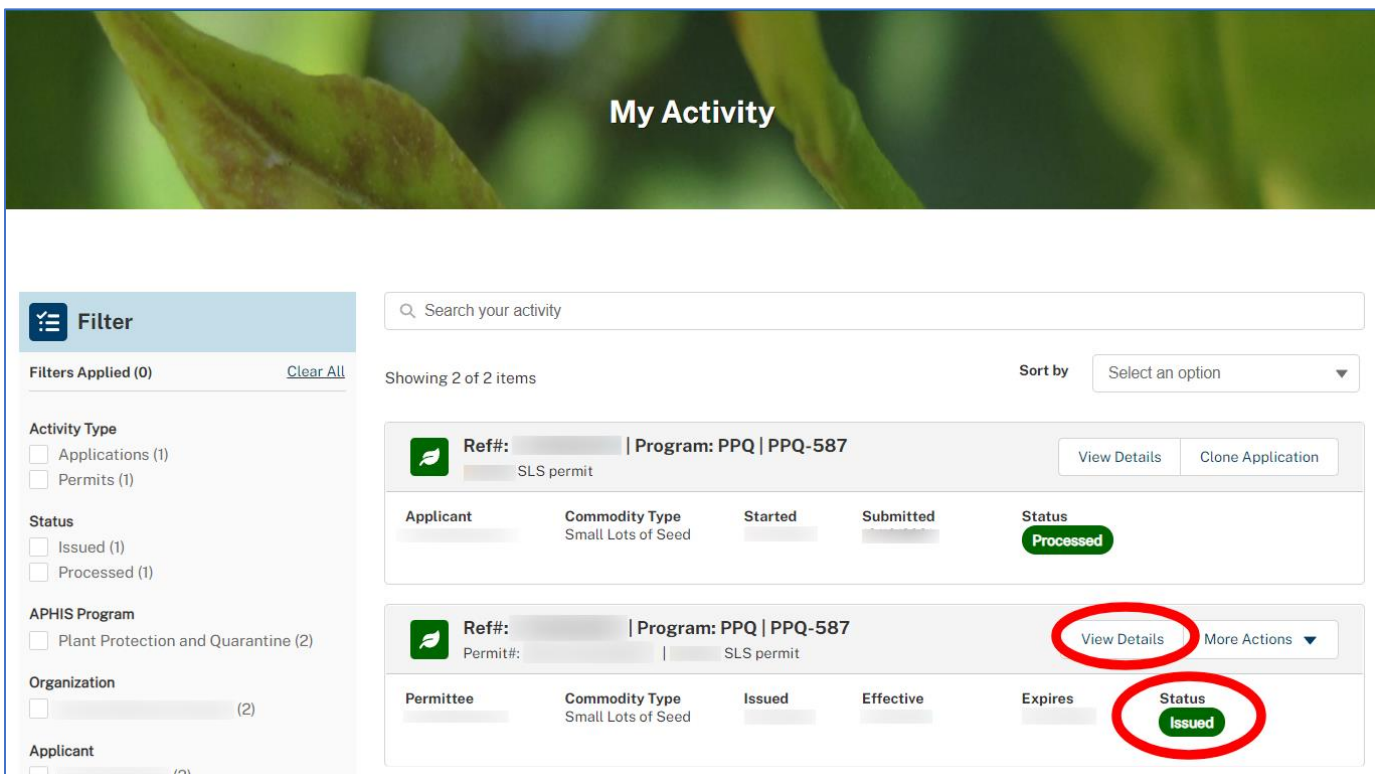 My Activity
Filter
Filters Applied (0) Clear All
Activity Type
Applications (1)
Permits (1)
Status
Issued (1)
Processed (1)
APHIS Program
Plant Protection and Quarantine (2)
Organization
(2)
Applicant
(2)
Search your activity
Showing 2 of 2 items
Sort by Select an option
Ref#: | Program: PPQ | PPQ-587
SLS permit
View Details Clone Application
Applicant Commodity Type Started Submitted Status
Small Lots of Seed
Processed
Ref#: | Program: PPQ | PPQ-587
Permit#: | SLS permit
View Details More Actions
Permittee Commodity Type Issued Effective Expires Status
Small Lots of Seed
Issued